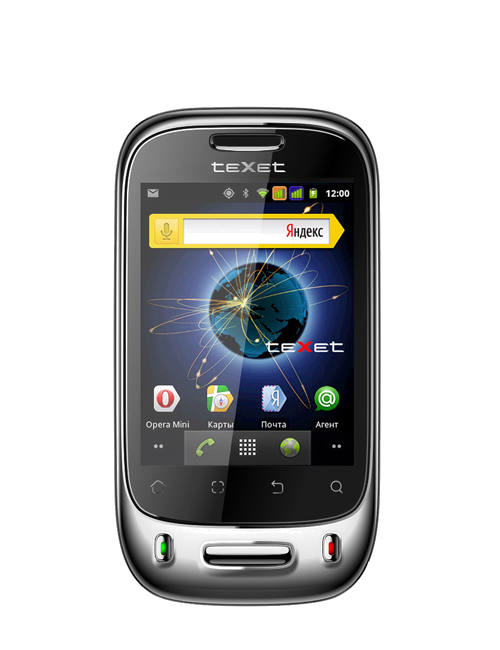 teXet
12:00
Яндекс
teXet
Opera Mini
Карты
Почта
Агент